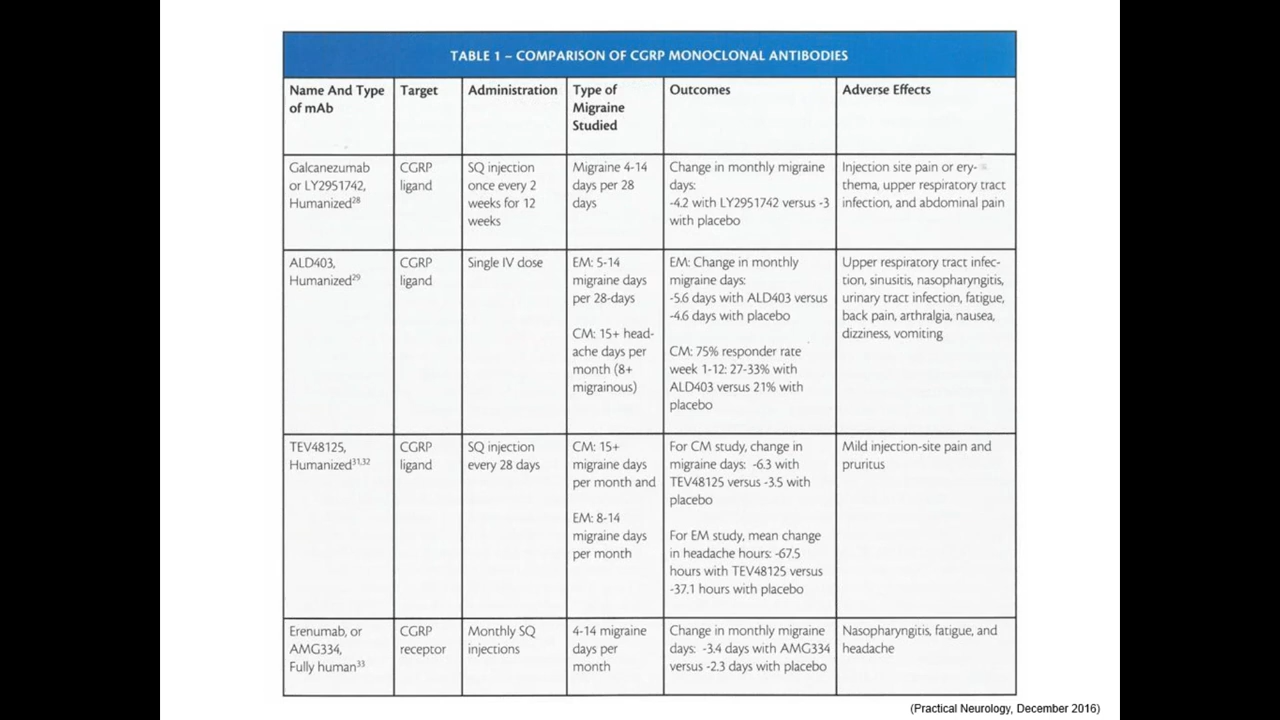 TABLE 1 – COMPARISON OF CGRP MONOCLONAL ANTIBODIES
Name And Type
of mAb
Target
Administration
Type of
Migraine
Studied
Outcomes
Adverse Effects
Galcanezumab
or LY2951742,
Humanized28
CGRP
ligand
SQ injection
once every 2
weeks for 12
weeks
Migraine 4-14
days per 28
days
Change in monthly migraine
days:
-4.2 with LY2951742 versus -3
with placebo
Injection site pain or ery-
thema, upper respiratory tract
infection, and abdominal pain
ALD403,
Humanized29
CGRP
ligand
Single IV dose
EM: 5-14
migraine days
per 28-days
CM: 15+ head-
ache days per
month (8+
migrainous)
EM: Change in monthly
migraine days:
-5.6 days with ALD403 versus
-4.6 days with placebo
CM: 75% responder rate
week 1-12: 27-33% with
ALD403 versus 21% with
placebo
Upper respiratory tract infec-
tion, sinusitis, nasopharyngitis,
urinary tract infection, fatigue,
back pain, arthralgia, nausea,
dizziness, vomiting
TEV48125,
Humanized31,32
CGRP
ligand
SQ injection
every 28 days
CM: 15+
migraine days
per month and
EM: 8-14
migraine days
per month
For CM study, change in
migraine days: -6.3 with
TEV48125 versus -3.5 with
placebo
For EM study, mean change
in headache hours: -67.5
hours with TEV48125 versus
-37.1 hours with placebo
Mild injection-site pain and
pruritus
Erenumab, or
AMG334,
Fully human33
CGRP
receptor
Monthly SQ
injections
4-14 migraine
days per
month
Change in monthly migraine
days: -3.4 days with AMG334
versus -2.3 days with placebo
Nasopharyngitis, fatigue, and
headache
(Practical Neurology, December 2016)